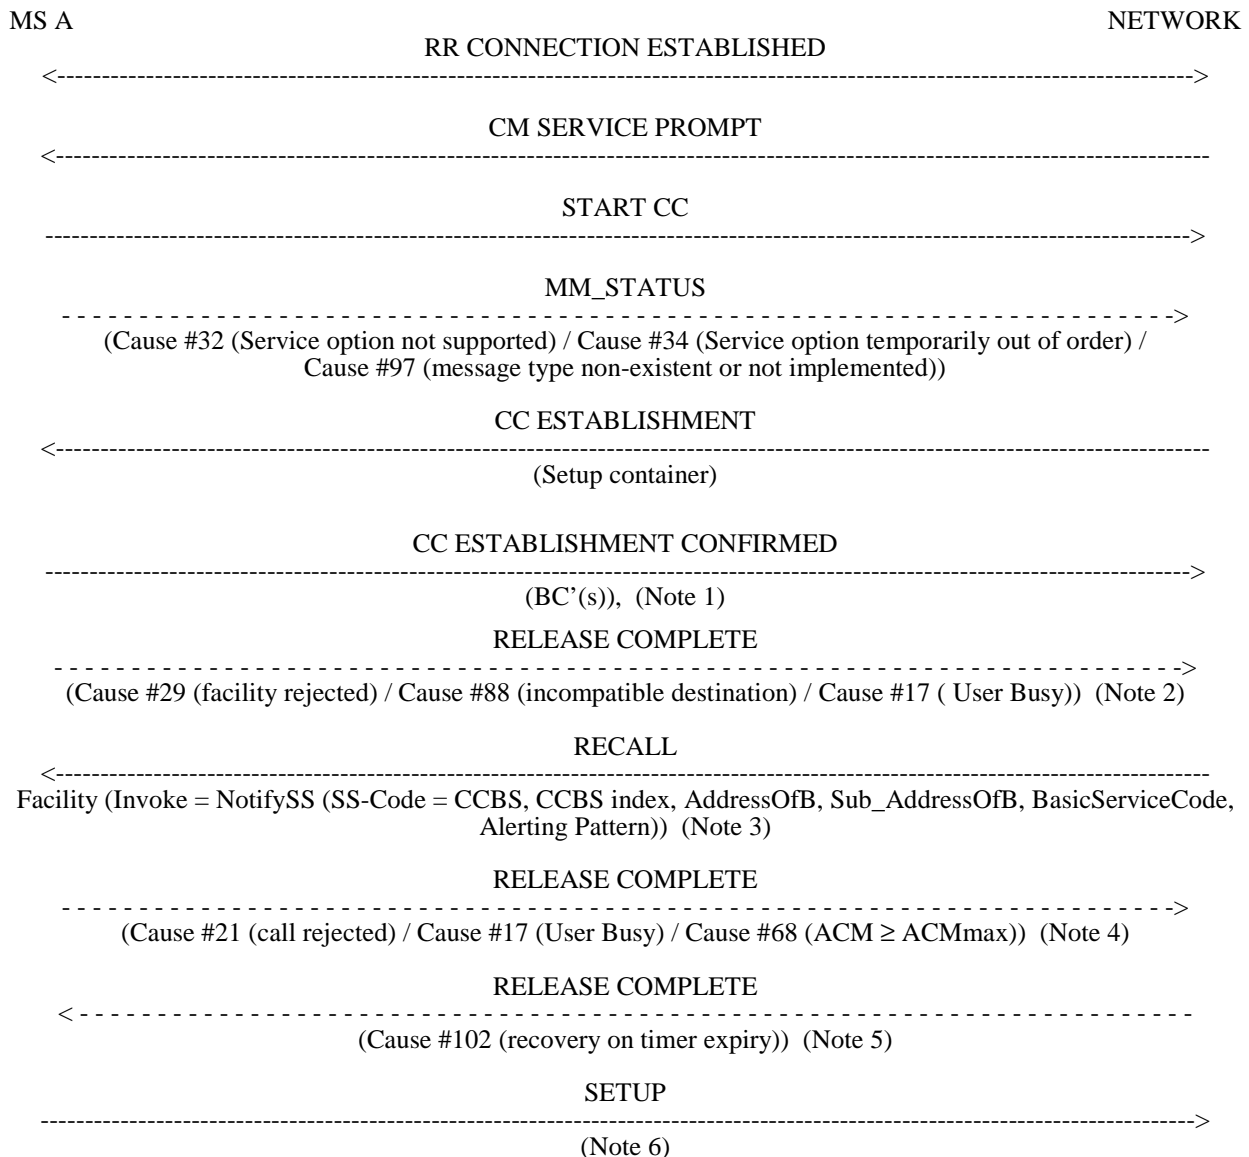 MS A NETWORK
RR CONNECTION ESTABLISHED
<-------------------------------------------------------------------------------------------------------------------------------->
CM SERVICE PROMPT
<----------------------------------------------------------------------------------------------------------------------------------
START CC
--------------------------------------------------------------------------------------------------------------------------------->
MM_STATUS
- - - - - - - - - - - - - - - - - - - - - - - - - - - - - - - - - - - - - - - - - - - - - - - - - - - - - - - - - - - - - - - - - - - - - - - - ->
(Cause #32 (Service option not supported) / Cause #34 (Service option temporarily out of order) /
Cause #97 (message type non-existent or not implemented))
CC ESTABLISHMENT
<----------------------------------------------------------------------------------------------------------------------------------
(Setup container)
CC ESTABLISHMENT CONFIRMED
--------------------------------------------------------------------------------------------------------------------------------->
(BC’(s)), (Note 1)
RELEASE COMPLETE
- - - - - - - - - - - - - - - - - - - - - - - - - - - - - - - - - - - - - - - - - - - - - - - - - - - - - - - - - - - - - - - - - - - - - - - - - ->
(Cause #29 (facility rejected) / Cause #88 (incompatible destination) / Cause #17 ( User Busy)) (Note 2)
RECALL
<----------------------------------------------------------------------------------------------------------------------------------
Facility (Invoke = NotifySS (SS-Code = CCBS, CCBS index, AddressOfB, Sub_AddressOfB, BasicServiceCode,
Alerting Pattern)) (Note 3)
RELEASE COMPLETE
- - - - - - - - - - - - - - - - - - - - - - - - - - - - - - - - - - - - - - - - - - - - - - - - - - - - - - - - - - - - - - - - - - - - - - - - ->
(Cause #21 (call rejected) / Cause #17 (User Busy) / Cause #68 (ACM ≥ ACMmax)) (Note 4)
RELEASE COMPLETE
< - - - - - - - - - - - - - - - - - - - - - - - - - - - - - - - - - - - - - - - - - - - - - - - - - - - - - - - - - - - - - - - - - - - - - - - -
(Cause #102 (recovery on timer expiry)) (Note 5)
SETUP
---------------------------------------------------------------------------------------------------------------------------------->
(Note 6)